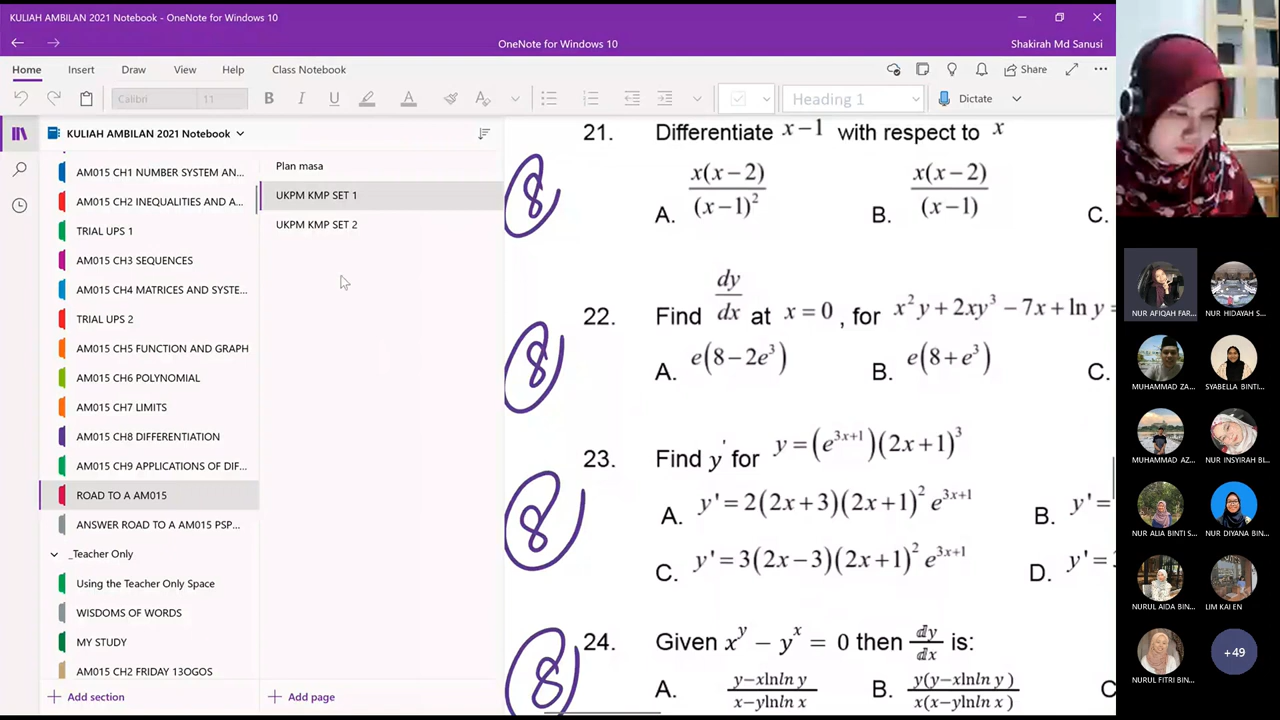 KULIAH AMBILAN 2021 Notebook - OneNote for Windows 10
OneNote for Windows 10
Shakirah Md Sanusi
Home Insert Draw View Help Class Notebook
Share
Calibri 11
B I U A
Heading 1
Dictate
KULIAH AMBILAN 2021 Notebook
AM015 CH1 NUMBER SYSTEM AN...
AM015 CH2 INEQUALITIES AND A...
TRIAL UPS 1
AM015 CH3 SEQUENCES
AM015 CH4 MATRICES AND SYSTE...
TRIAL UPS 2
AM015 CH5 FUNCTION AND GRAPH
AM015 CH6 POLYNOMIAL
AM015 CH7 LIMITS
AM015 CH8 DIFFERENTIATION
AM015 CH9 APPLICATIONS OF DIF...
ROAD TO A AM015
ANSWER ROAD TO A AM015 PSP...
_Teacher Only
Using the Teacher Only Space
WISDOMS OF WORDS
MY STUDY
AM015 CH2 FRIDAY 13OGOS
Add section
Plan masa
UKPM KMP SET 1
UKPM KMP SET 2
Add page
21. Differentiate x−1 with respect to x
8
A. x(x−2)/(x−1)² B. x(x−2)/(x−1) C.
22. Find dy/dx at x=0, for x²y+2xy³−7x+ln y =
8
A. e(8−2e³) B. e(8+e³) C.
23. Find y' for y=(e^{3x+1})(2x+1)³
8
A. y'=2(2x+3)(2x+1)² e^{3x+1} B. y'=
C. y'=3(2x−3)(2x+1)² e^{3x+1} D. y'=
24. Given x^y − y^x = 0 then dy/dx is:
8
A. y−xlnln y / x−ylnln x B. y(y−xlnln y) / x(x−ylnln x) C
NUR AFIQAH FAR...
NUR HIDAYAH S...
MUHAMMAD ZA...
SYABELLA BINTI...
MUHAMMAD AZ...
NUR INSYIRAH BI...
NUR ALIA BINTI S...
NUR DIYANA BIN...
NURUL AIDA BIN...
LIM KAI EN
NURUL FITRI BIN...
+49